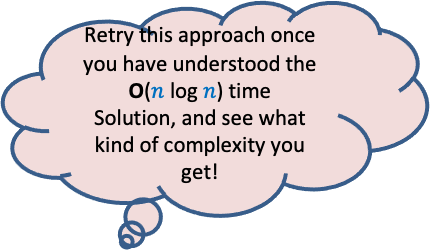 Retry this approach once
you have understood the
O(n log n) time
Solution, and see what
kind of complexity you
get!